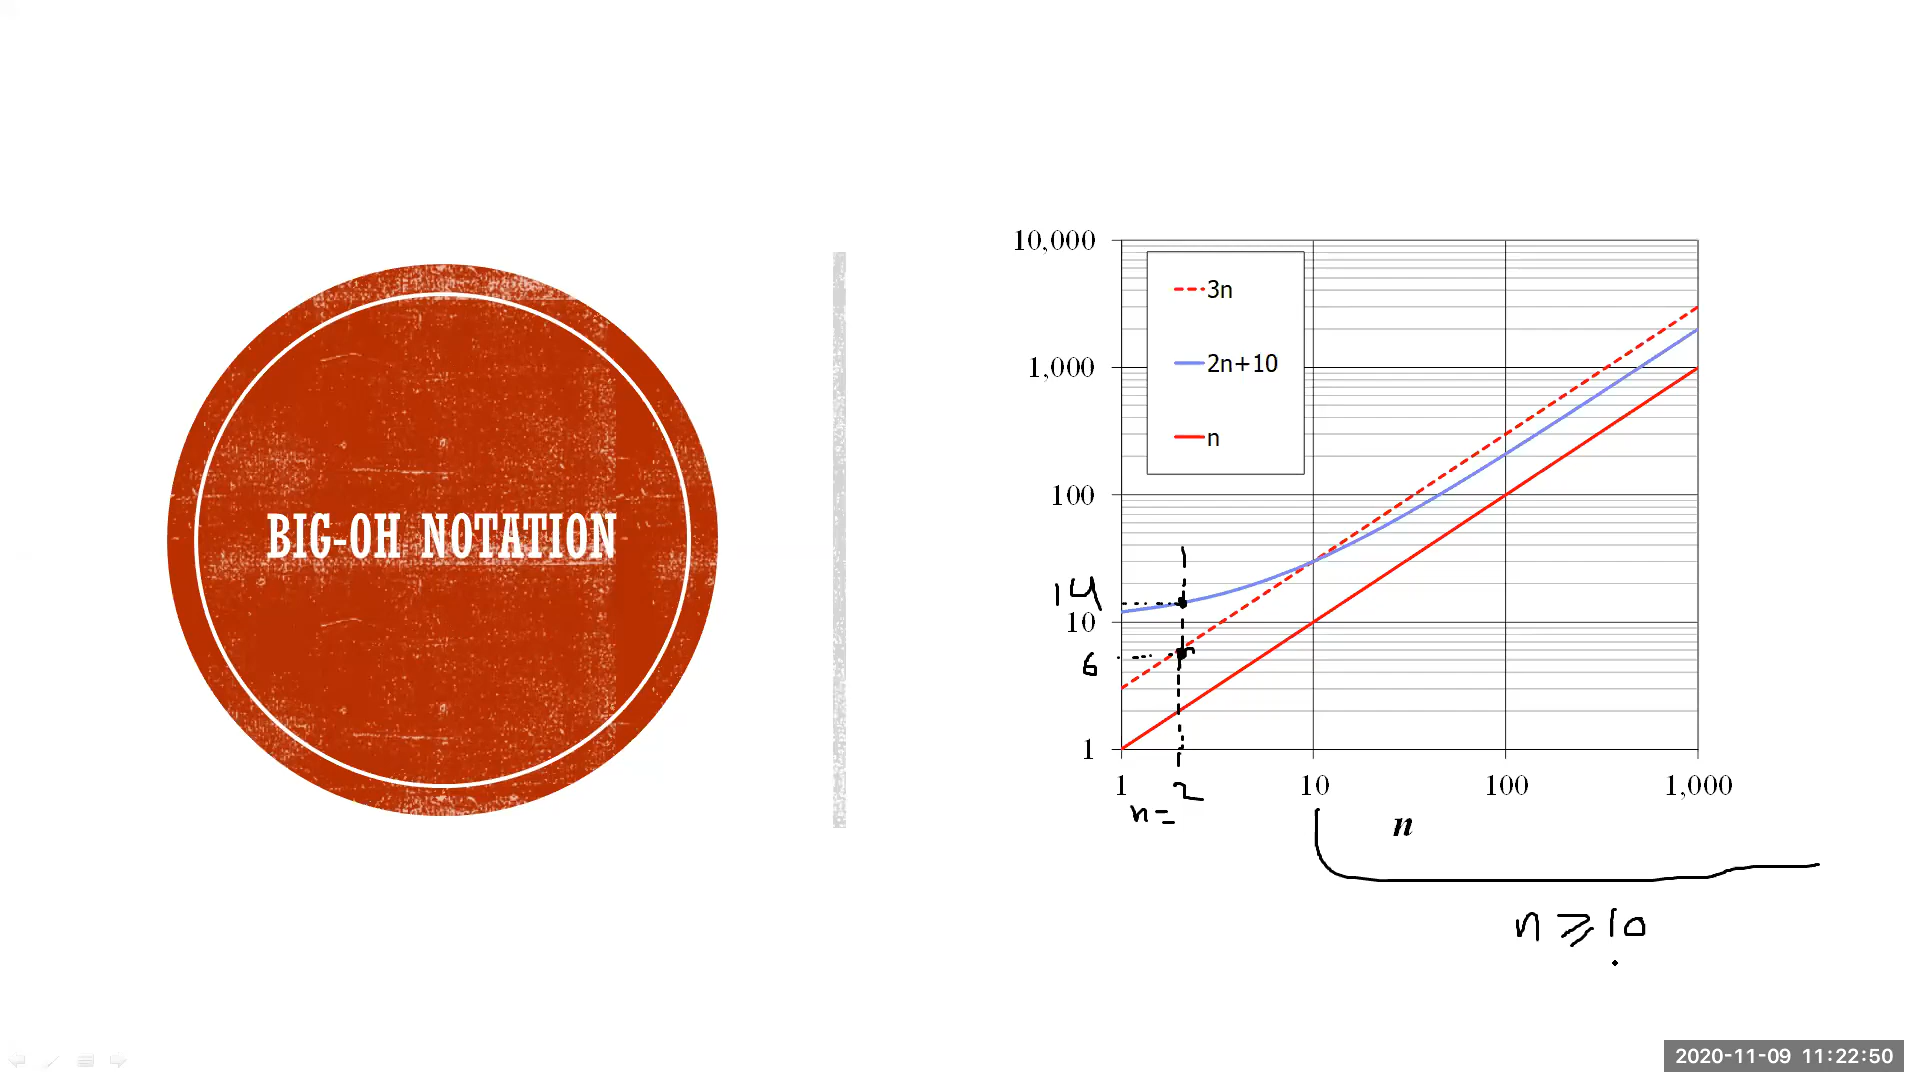 BIG-OH NOTATION
10,000
3n
2n+10
1,000
n
100
14
10
6
1
1 10 100 1,000
n=2
n
n ≥ 10
2020-11-09 11:22:50